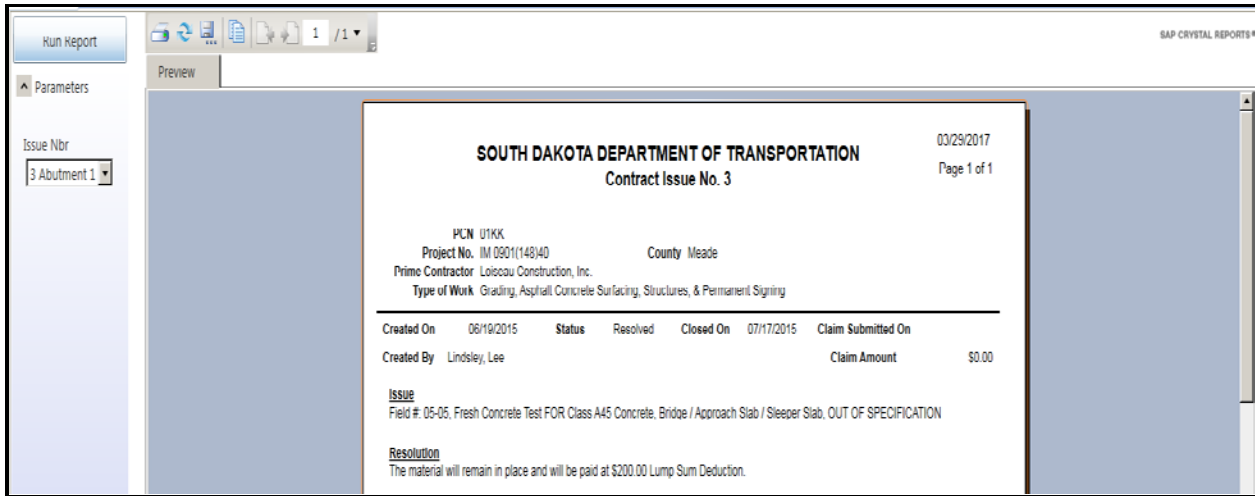 Run Report
1 /1
SAP CRYSTAL REPORTS®
Preview
Parameters
Issue Nbr
3 Abutment 1
SOUTH DAKOTA DEPARTMENT OF TRANSPORTATION
03/29/2017
Contract Issue No. 3
Page 1 of 1
PCN 01KK
Project No. IM 0901(148)40 County Meade
Prime Contractor Loiseau Construction, Inc.
Type of Work Grading, Asphalt Concrete Surfacing, Structures, & Permanent Signing
Created On 06/19/2015 Status Resolved Closed On 07/17/2015 Claim Submitted On
Created By Lindsley, Lee Claim Amount $0.00
Issue
Field #: 05-05, Fresh Concrete Test FOR Class A45 Concrete, Bridge / Approach Slab / Sleeper Slab, OUT OF SPECIFICATION
Resolution
The material will remain in place and will be paid at $200.00 Lump Sum Deduction.